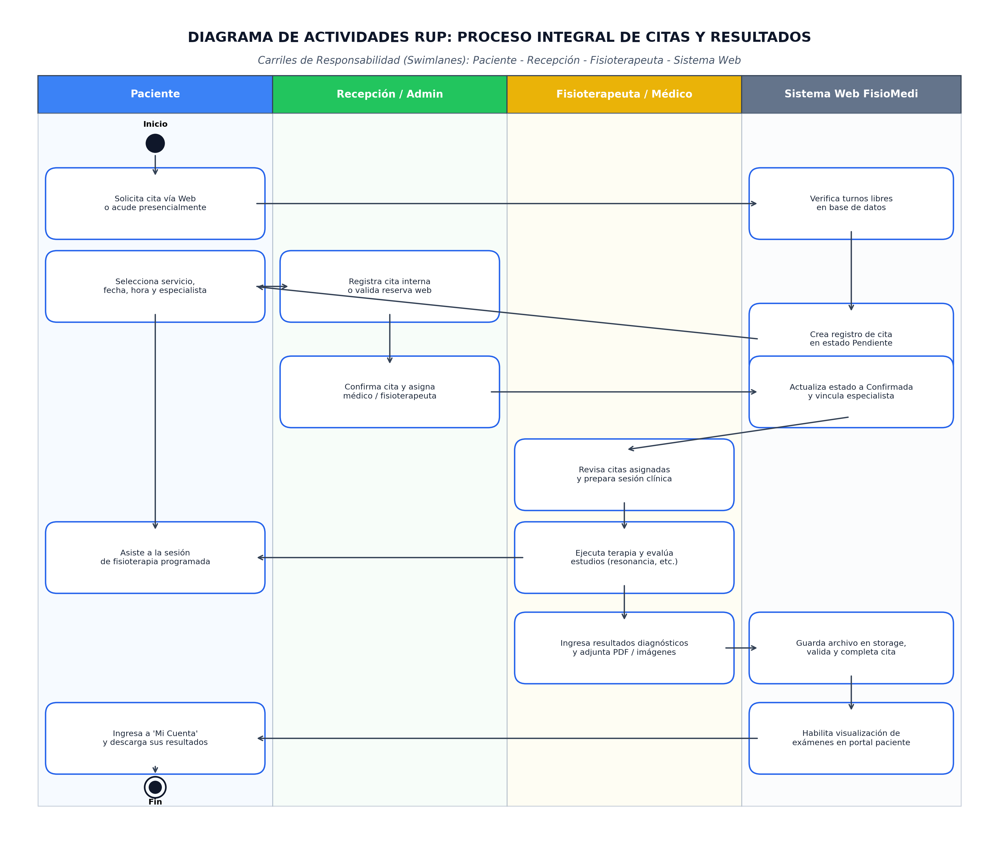 DIAGRAMA DE ACTIVIDADES RUP: PROCESO INTEGRAL DE CITAS Y RESULTADOS
Carriles de Responsabilidad (Swimlanes): Paciente - Recepción - Fisioterapeuta - Sistema Web
Paciente
Recepción / Admin
Fisioterapeuta / Médico
Sistema Web FisioMedi
Inicio
Solicita cita vía Web
o acude presencialmente
Verifica turnos libres
en base de datos
Selecciona servicio,
fecha, hora y especialista
Registra cita interna
o valida reserva web
Crea registro de cita
en estado Pendiente
Confirma cita y asigna
médico / fisioterapeuta
Actualiza estado a Confirmada
y vincula especialista
Revisa citas asignadas
y prepara sesión clínica
Asiste a la sesión
de fisioterapia programada
Ejecuta terapia y evalúa
estudios (resonancia, etc.)
Ingresa resultados diagnósticos
y adjunta PDF / imágenes
Guarda archivo en storage,
valida y completa cita
Ingresa a 'Mi Cuenta'
y descarga sus resultados
Habilita visualización de
exámenes en portal paciente
Fin